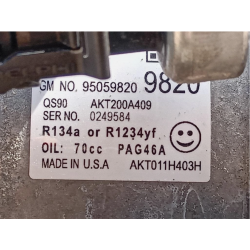 GM NO. 95059820 9820
QS90 AKT200A409
SER NO. 0249584
R134a or R1234yf
OIL: 70cc PAG46A
MADE IN U.S.A AKT011H403H